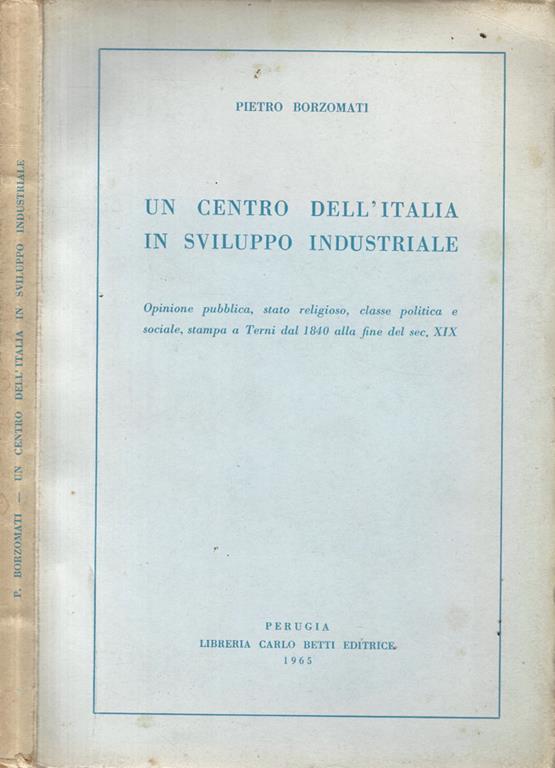 P. BORZOMATI — UN CENTRO DELL'ITALIA IN SVILUPPO INDUSTRIALE
PIETRO BORZOMATI
UN CENTRO DELL'ITALIA
IN SVILUPPO INDUSTRIALE
Opinione pubblica, stato religioso, classe politica e
sociale, stampa a Terni dal 1840 alla fine del sec. XIX
PERUGIA
LIBRERIA CARLO BETTI EDITRICE
1965